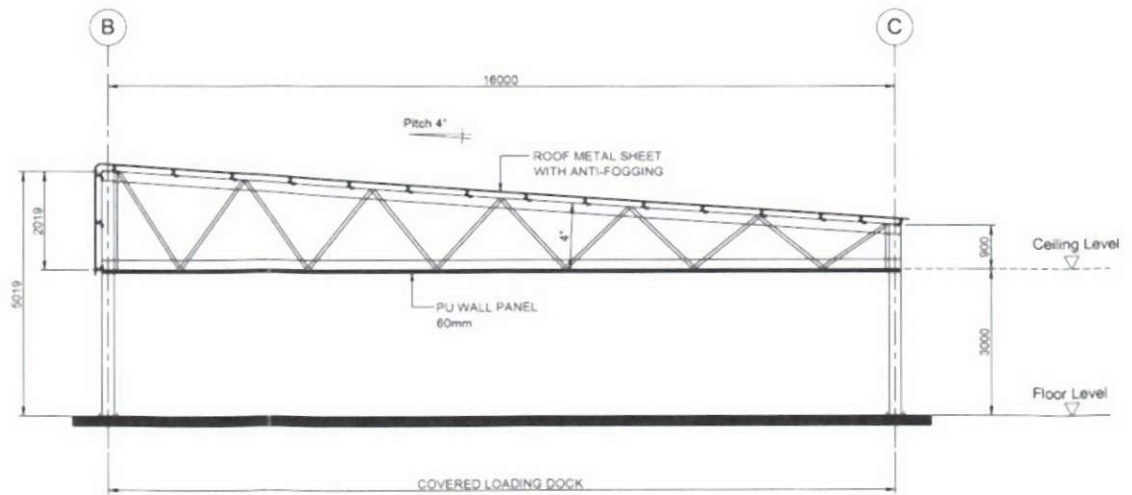 B
C
16000
Pitch 4°
ROOF METAL SHEET
WITH ANTI-FOGGING
2019
4°
900
Ceiling Level
5019
PU WALL PANEL
60mm
3000
Floor Level
COVERED LOADING DOCK